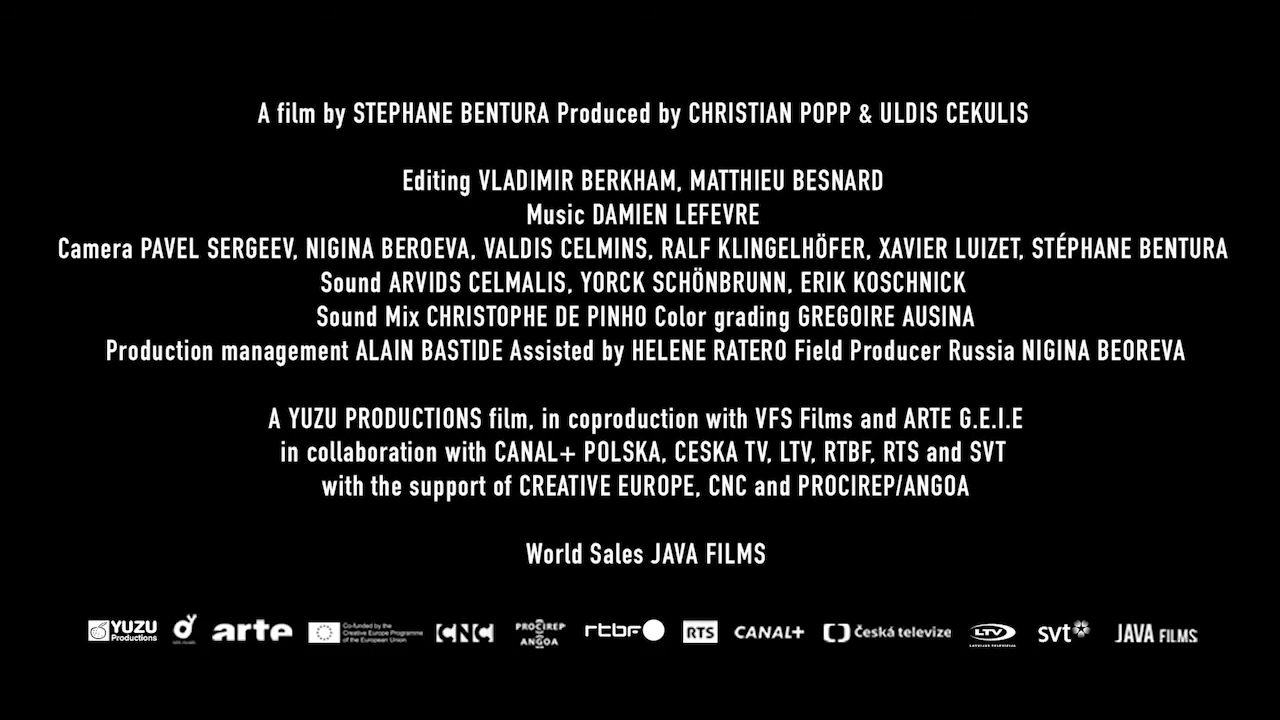 A film by STEPHANE BENTURA Produced by CHRISTIAN POPP & ULDIS CEKULIS
Editing VLADIMIR BERKHAM, MATTHIEU BESNARD
Music DAMIEN LEFEVRE
Camera PAVEL SERGEEV, NIGINA BEROEVA, VALDIS CELMINS, RALF KLINGELHÖFER, XAVIER LUIZET, STÉPHANE BENTURA
Sound ARVIDS CELMALIS, YORCK SCHÖNBRUNN, ERIK KOSCHNICK
Sound Mix CHRISTOPHE DE PINHO Color grading GREGOIRE AUSINA
Production management ALAIN BASTIDE Assisted by HELENE RATERO Field Producer Russia NIGINA BEOREVA
A YUZU PRODUCTIONS film, in coproduction with VFS Films and ARTE G.E.I.E
in collaboration with CANAL+ POLSKA, CESKA TV, LTV, RTBF, RTS and SVT
with the support of CREATIVE EUROPE, CNC and PROCIREP/ANGOA
World Sales JAVA FILMS
YUZU
Productions
arte
Co-funded by the
Creative Europe Programme
of the European Union
CNC
PROCIREP
ANGOA
rtbf
RTS
CANAL+
Česká televize
LTV
LATVIJAS TELEVĪZIJA
svt
JAVA FILMS